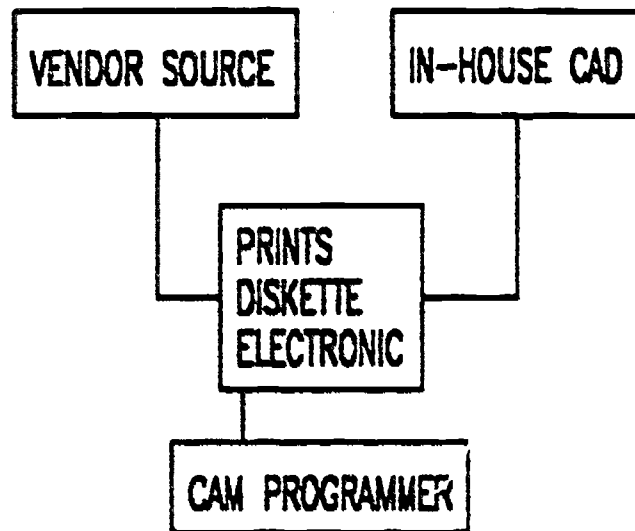 VENDOR SOURCE
IN-HOUSE CAD
PRINTS
DISKETTE
ELECTRONIC
CAM PROGRAMMER